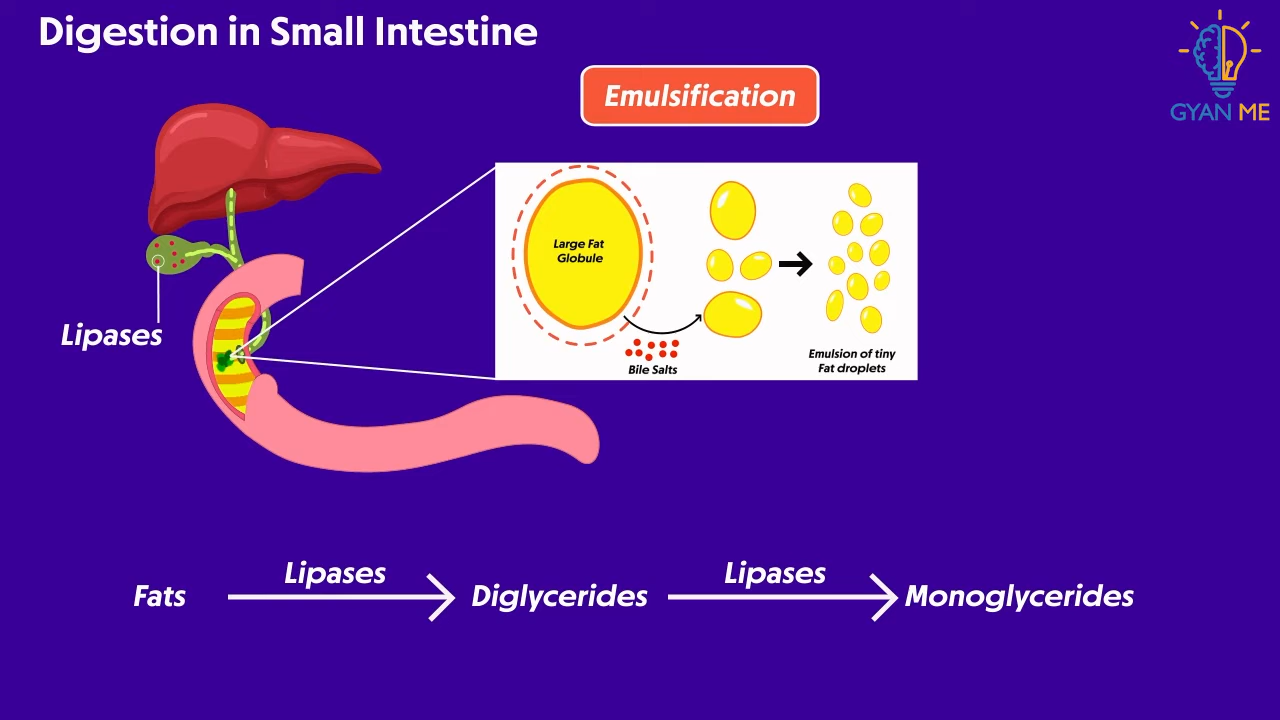 Digestion in Small Intestine
GYAN ME
Emulsification
Large Fat
Globule
Lipases
Bile Salts
Emulsion of tiny
Fat droplets
Lipases
Lipases
Fats
Diglycerides
Monoglycerides